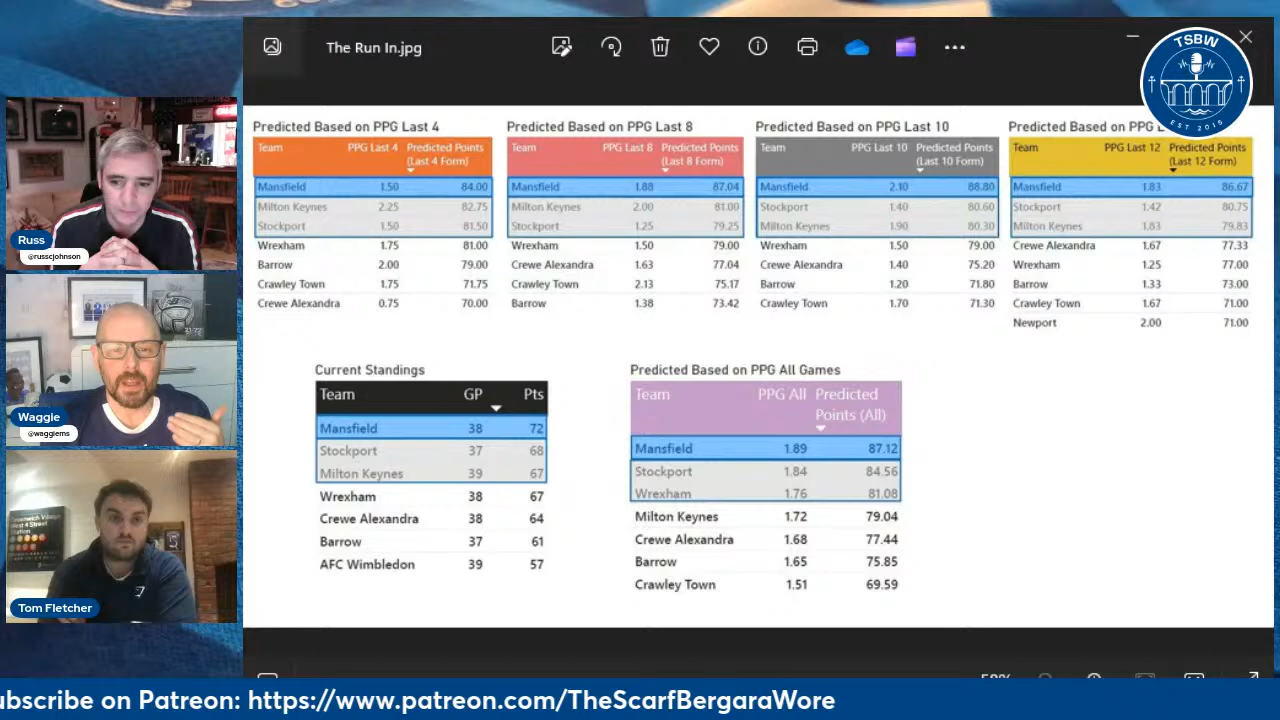 The Run In.jpg
TSBW
EST 2015
Predicted Based on PPG Last 4
Team PPG Last 4 Predicted Points (Last 4 Form)
Mansfield 1.50 84.00
Milton Keynes 2.25 82.75
Stockport 1.50 81.50
Wrexham 1.75 81.00
Barrow 2.00 79.00
Crawley Town 1.75 71.75
Crewe Alexandra 0.75 70.00
Predicted Based on PPG Last 8
Team PPG Last 8 Predicted Points (Last 8 Form)
Mansfield 1.88 87.04
Milton Keynes 2.00 81.00
Stockport 1.25 79.25
Wrexham 1.50 79.00
Crewe Alexandra 1.63 77.04
Crawley Town 2.13 75.17
Barrow 1.38 73.42
Predicted Based on PPG Last 10
Team PPG Last 10 Predicted Points (Last 10 Form)
Mansfield 2.10 88.80
Stockport 1.40 80.60
Milton Keynes 1.90 80.30
Wrexham 1.50 79.00
Crewe Alexandra 1.40 75.20
Barrow 1.20 71.80
Crawley Town 1.70 71.30
Predicted Based on PPG L
Team PPG Last 12 Predicted Points (Last 12 Form)
Mansfield 1.83 86.67
Stockport 1.42 80.75
Milton Keynes 1.83 79.83
Crewe Alexandra 1.67 77.33
Wrexham 1.25 77.00
Barrow 1.33 73.00
Crawley Town 1.67 71.00
Newport 2.00 71.00
Current Standings
Team GP Pts
Mansfield 38 72
Stockport 37 68
Milton Keynes 39 67
Wrexham 38 67
Crewe Alexandra 38 64
Barrow 37 61
AFC Wimbledon 39 57
Predicted Based on PPG All Games
Team PPG All Predicted Points (All)
Mansfield 1.89 87.12
Stockport 1.84 84.56
Wrexham 1.76 81.08
Milton Keynes 1.72 79.04
Crewe Alexandra 1.68 77.44
Barrow 1.65 75.85
Crawley Town 1.51 69.59
Russ
@russcjohnson
Waggie
@waggiems
Tom Fletcher
ubscribe on Patreon: https://www.patreon.com/TheScarfBergaraWore